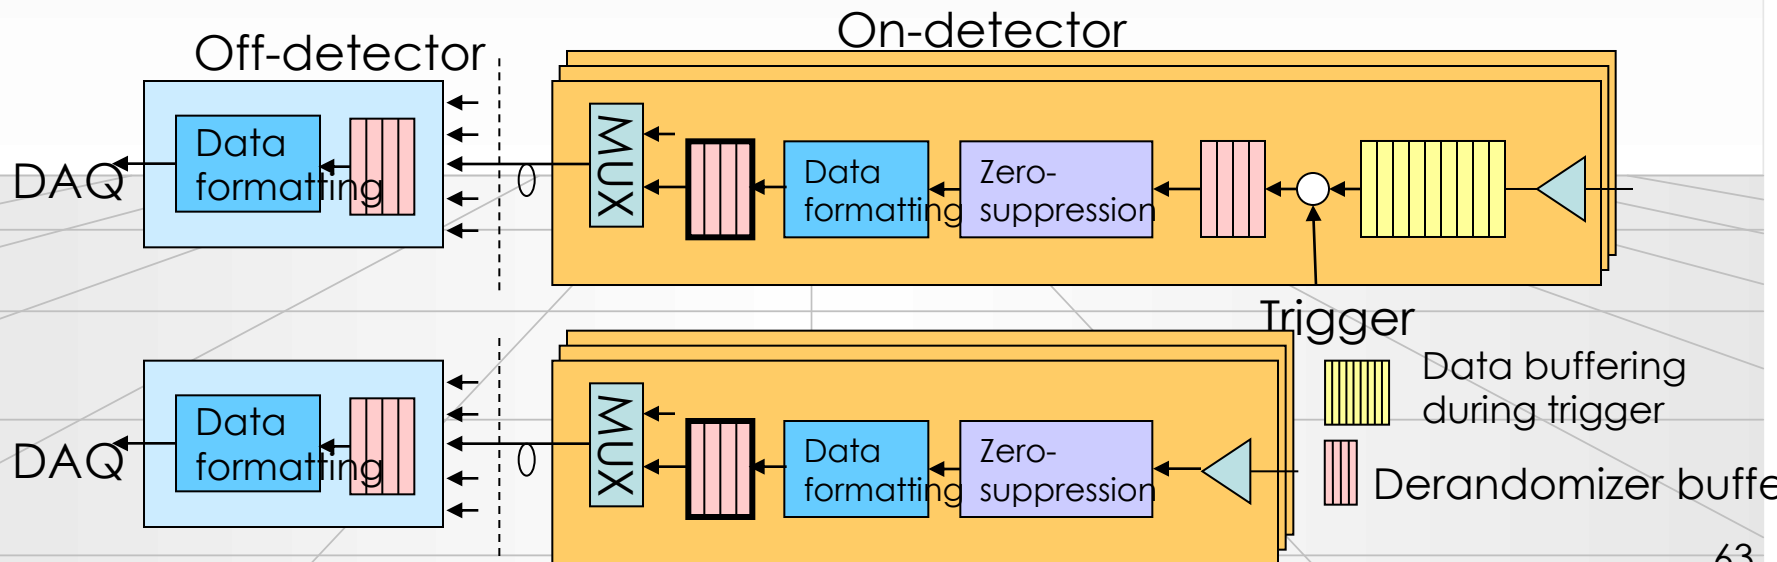 On-detector
Off-detector
DAQ
Data
formatting
MUX
Data
formatting
Zero-
suppression
Trigger
DAQ
Data
formatting
MUX
Data
formatting
Zero-
suppression
Data buffering
during trigger
Derandomizer buffe
63